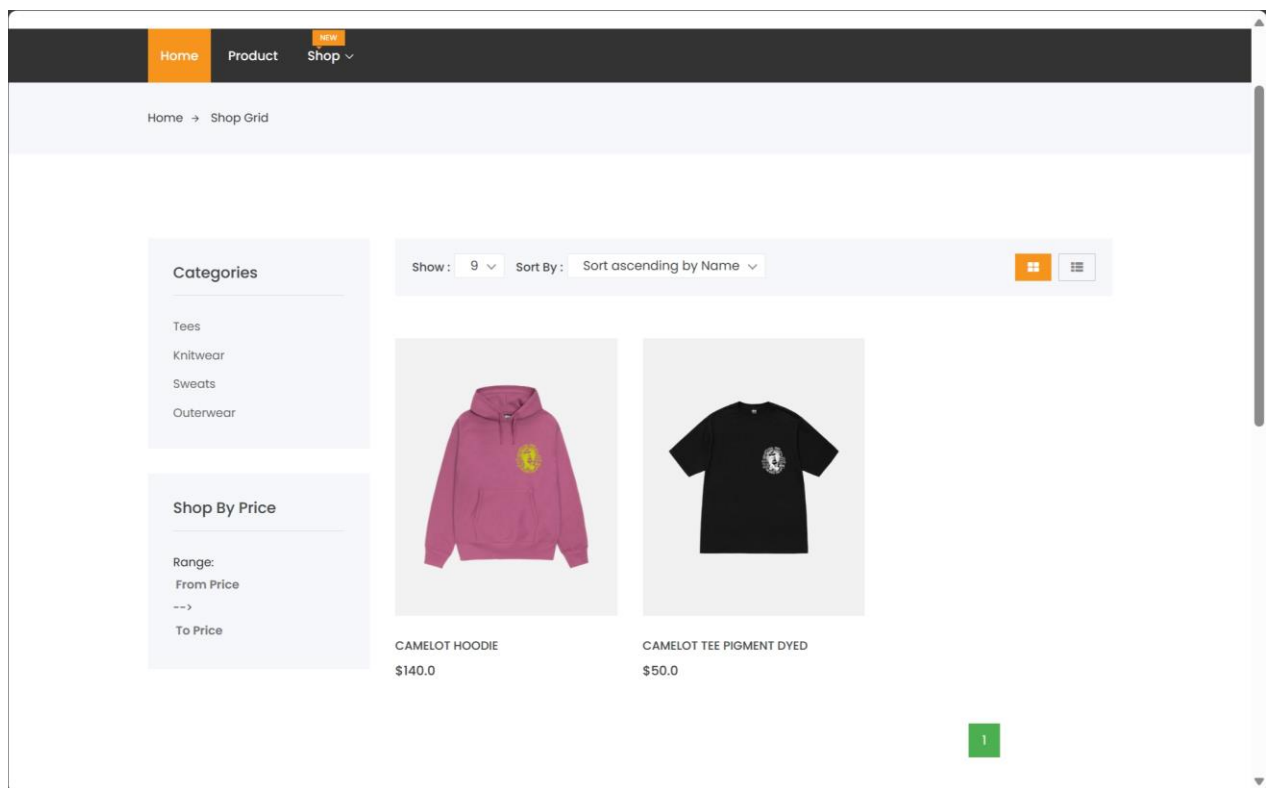 NEW
Home Product Shop
Home → Shop Grid
Categories
Tees
Knitwear
Sweats
Outerwear
Shop By Price
Range:
From Price
-->
To Price
Show : 9 Sort By : Sort ascending by Name
CAMELOT HOODIE
$140.0
CAMELOT TEE PIGMENT DYED
$50.0
1